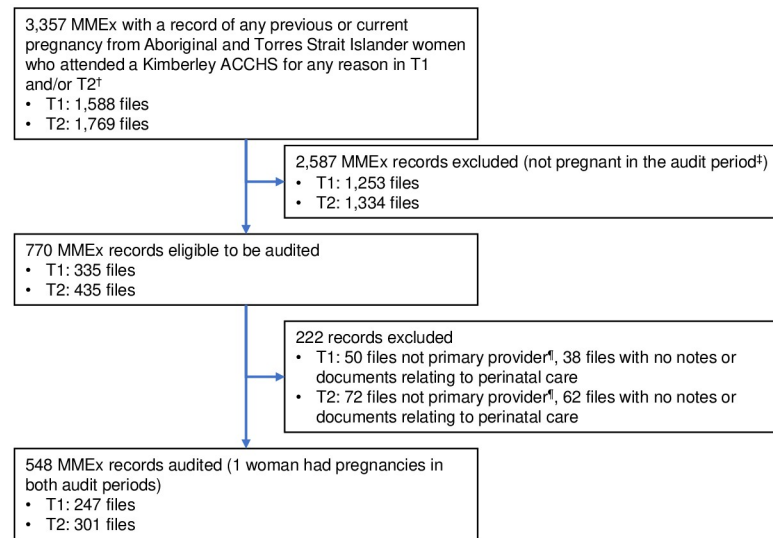 3,357 MMEx with a record of any previous or current
pregnancy from Aboriginal and Torres Strait Islander women
who attended a Kimberley ACCHS for any reason in T1
and/or T2†
• T1: 1,588 files
• T2: 1,769 files
2,587 MMEx records excluded (not pregnant in the audit period‡)
• T1: 1,253 files
• T2: 1,334 files
770 MMEx records eligible to be audited
• T1: 335 files
• T2: 435 files
222 records excluded
• T1: 50 files not primary provider¶, 38 files with no notes or
documents relating to perinatal care
• T2: 72 files not primary provider¶, 62 files with no notes or
documents relating to perinatal care
548 MMEx records audited (1 woman had pregnancies in
both audit periods)
• T1: 247 files
• T2: 301 files